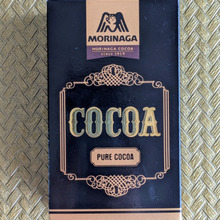 MORINAGA
MORINAGA COCOA
SINCE 1919
COCOA
PURE COCOA